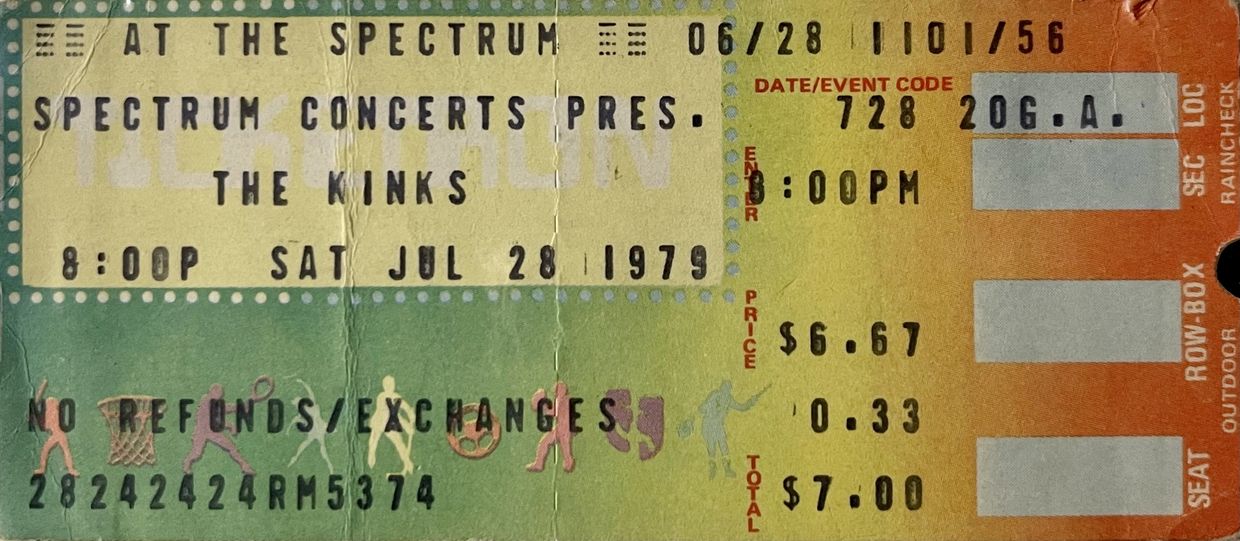 AT THE SPECTRUM 06/28 1101/56
DATE/EVENT CODE
SPECTRUM CONCERTS PRES. 728 20G.A.
TICKETRON
THE KINKS 8:00PM
ENTER
8:00P SAT JUL 28 1979
PRICE $6.67
NO REFUNDS/EXCHANGES 0.33
28242424RM5374
TOTAL $7.00
LOC
SEC
ROW-BOX
SEAT
RAINCHECK
OUTDOOR